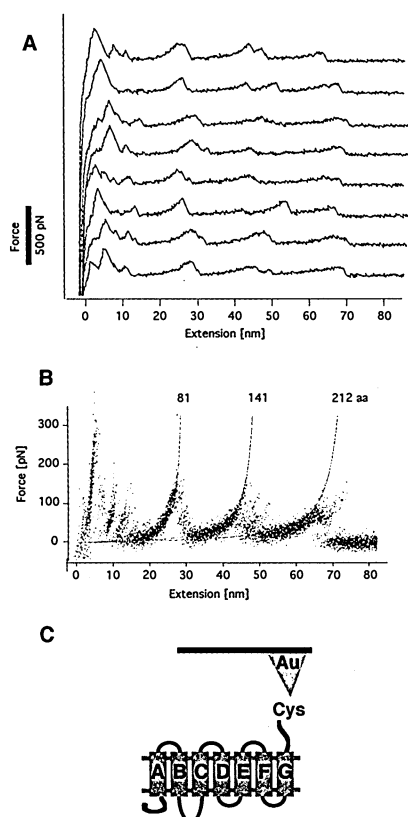 A
Force
500 pN
0 10 20 30 40 50 60 70 80
Extension [nm]
B
81 141 212 aa
Force [pN]
300
200
100
0
0 10 20 30 40 50 60 70 80
Extension [nm]
C
Au
Cys
A B C D E F G